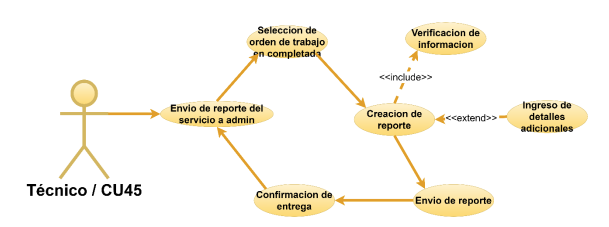 Seleccion de
orden de trabajo
en completada
Verificacion de
informacion
<<include>>
Envio de reporte del
servicio a admin
Creacion de
reporte
<<extend>>
Ingreso de
detalles
adicionales
Técnico / CU45
Confirmacion de
entrega
Envio de reporte